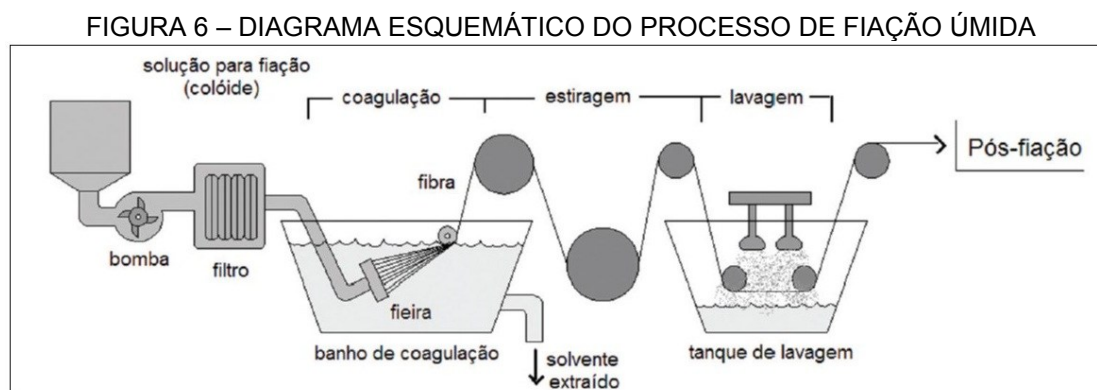 FIGURA 6 – DIAGRAMA ESQUEMÁTICO DO PROCESSO DE FIAÇÃO ÚMIDA
solução para fiação
(colóide)
coagulação
estiragem
lavagem
Pós-fiação
fibra
bomba
filtro
fieira
banho de coagulação
solvente
extraído
tanque de lavagem